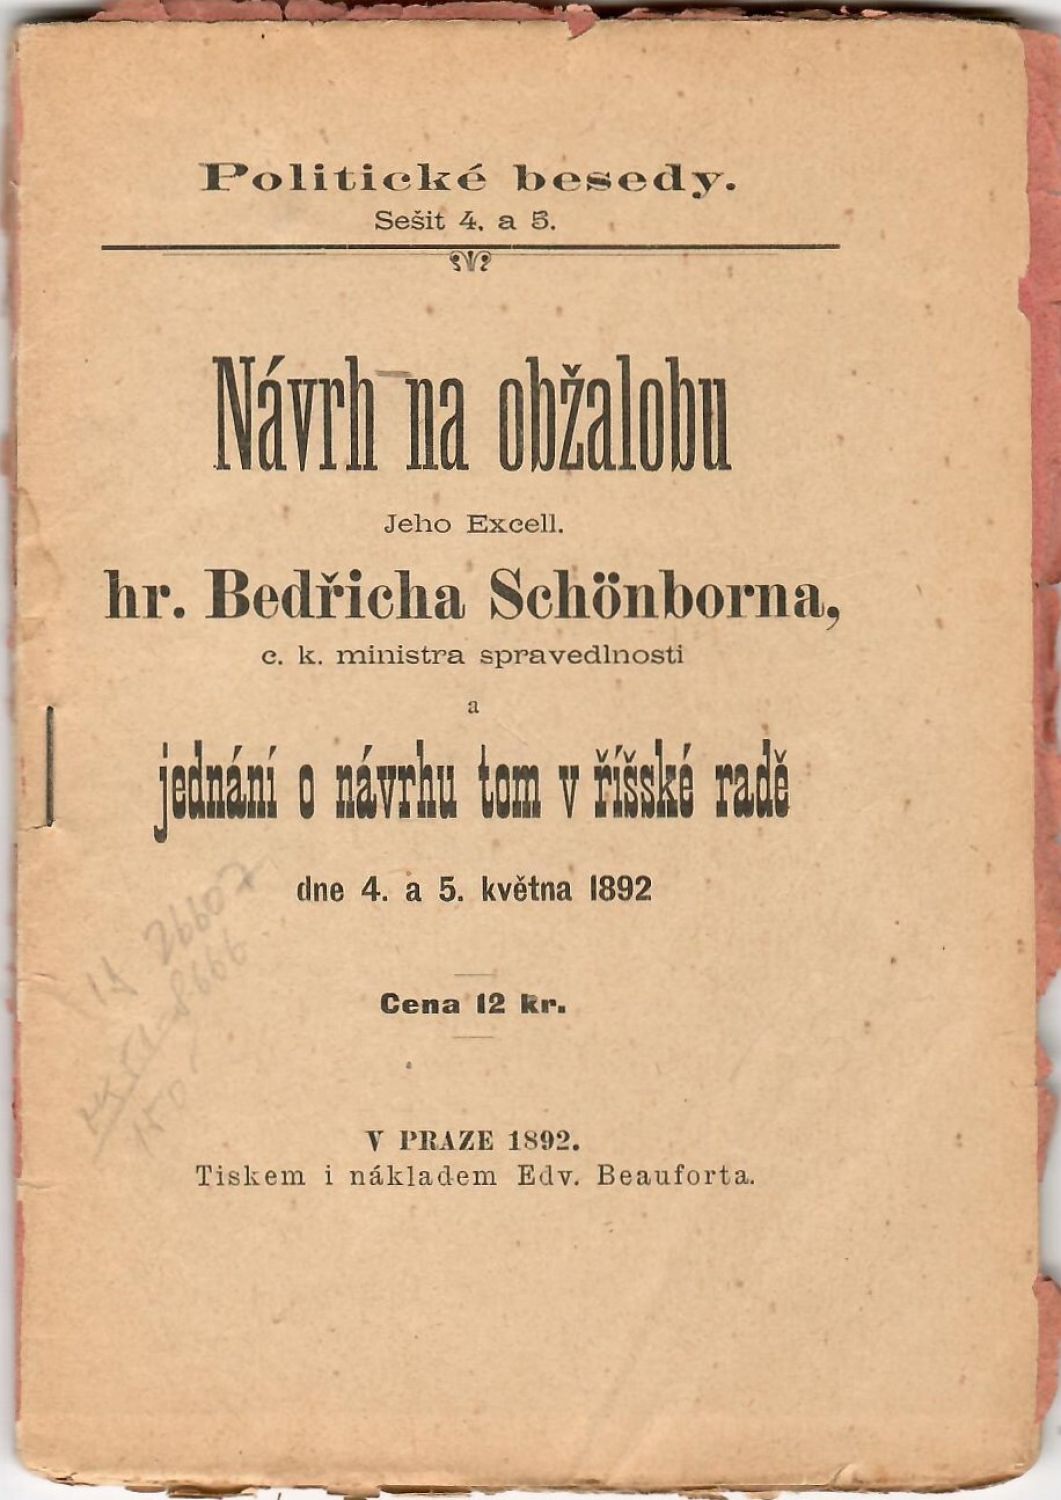 Politické besedy.
Sešit 4. a 5.
Návrh na obžalobu
Jeho Excell.
hr. Bedřicha Schönborna,
c. k. ministra spravedlnosti
a
jednání o návrhu tom v říšské radě
dne 4. a 5. května 1892
Cena 12 kr.
V PRAZE 1892.
Tiskem i nákladem Edv. Beauforta.
26607